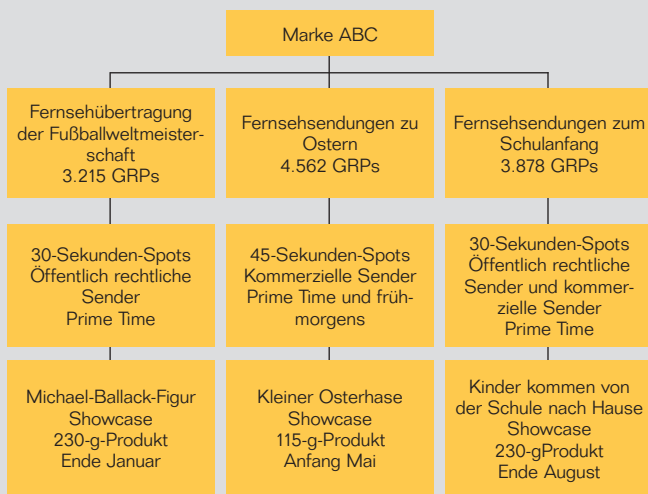 Marke ABC
Fernsehübertragung
der Fußballweltmeister-
schaft
3.215 GRPs
Fernsehsendungen zu
Ostern
4.562 GRPs
Fernsehsendungen zum
Schulanfang
3.878 GRPs
30-Sekunden-Spots
Öffentlich rechtliche
Sender
Prime Time
45-Sekunden-Spots
Kommerzielle Sender
Prime Time und früh-
morgens
30-Sekunden-Spots
Öffentlich rechtliche
Sender und kommer-
zielle Sender
Prime Time
Michael-Ballack-Figur
Showcase
230-g-Produkt
Ende Januar
Kleiner Osterhase
Showcase
115-g-Produkt
Anfang Mai
Kinder kommen von
der Schule nach Hause
Showcase
230-gProdukt
Ende August